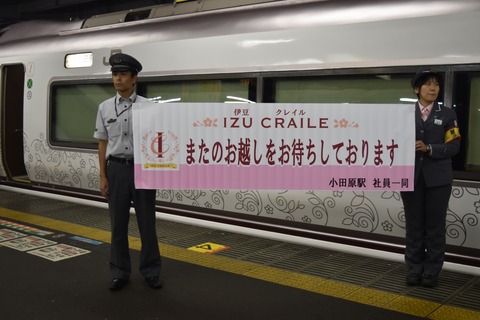 伊豆 クレイル
IZU CRAILE
I
またのお越しをお待ちしております
小田原駅 社員一同